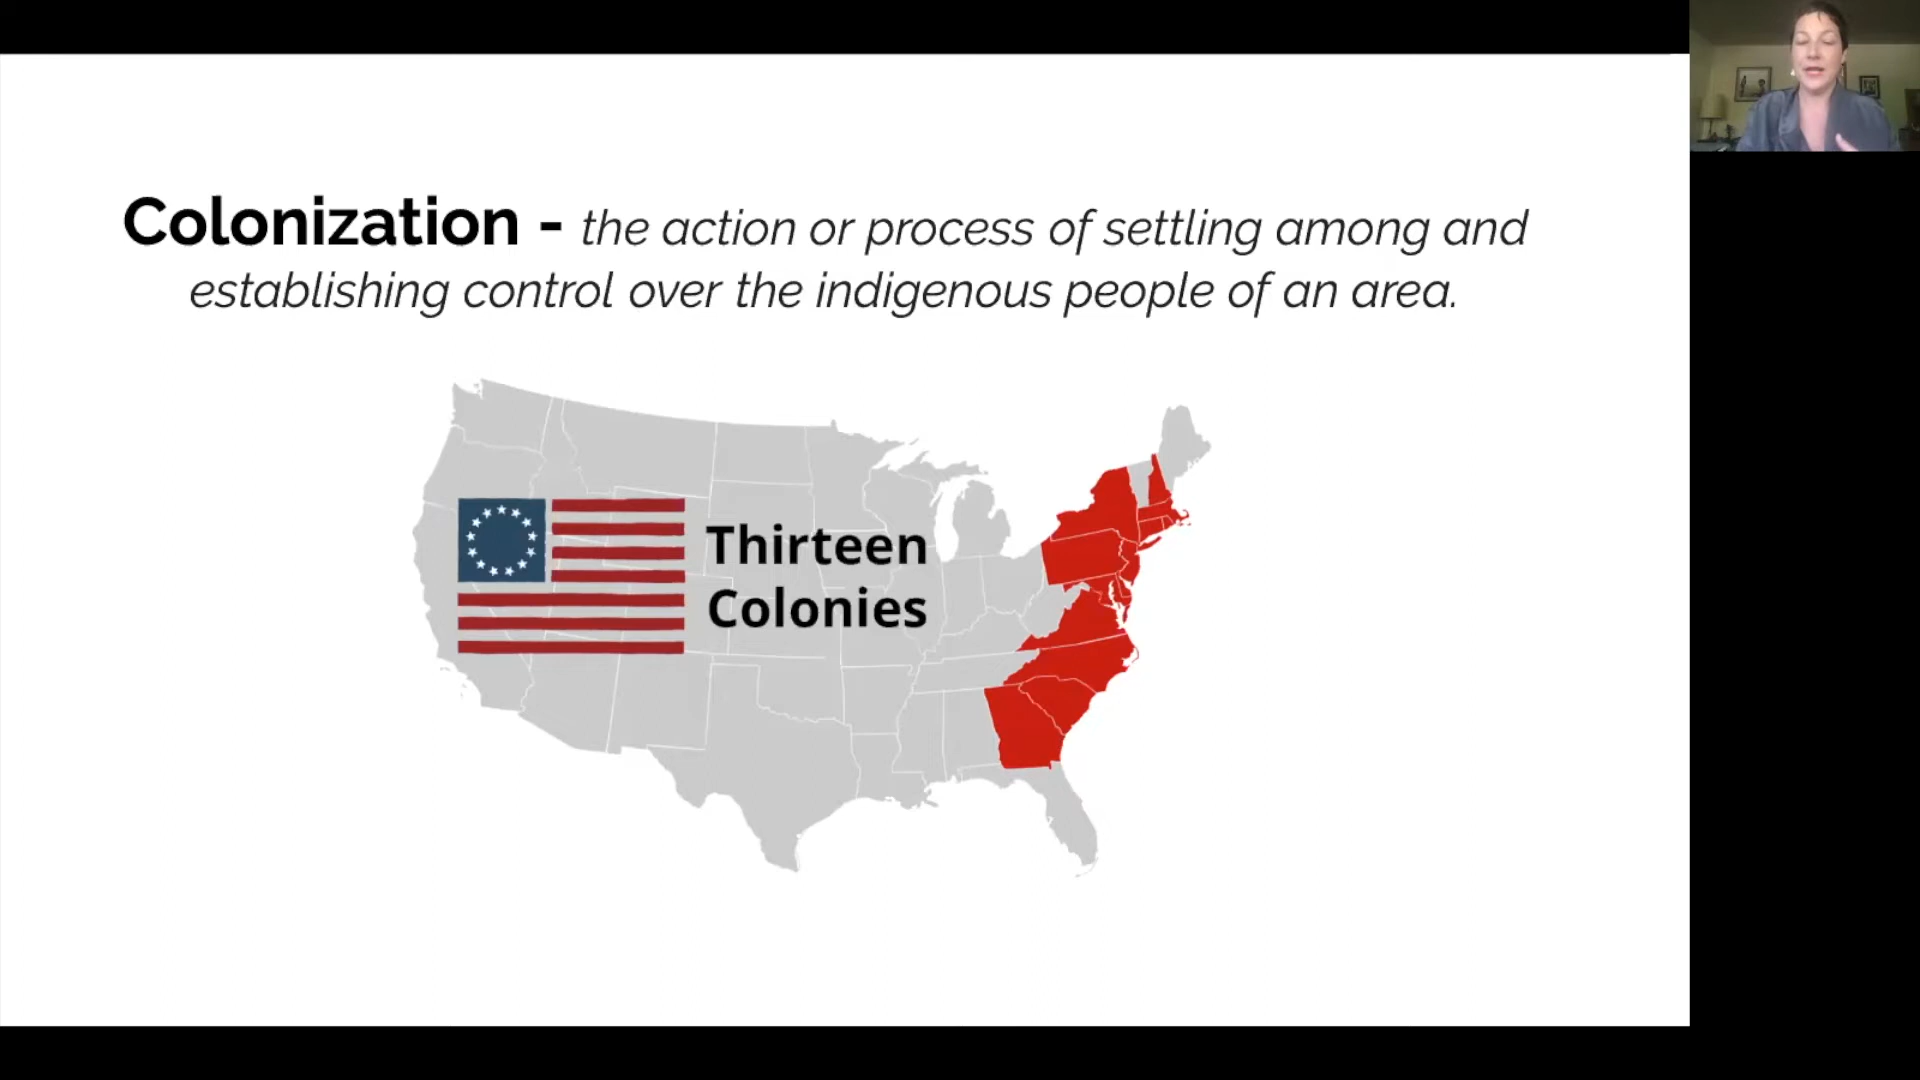 Colonization - the action or process of settling among and
establishing control over the indigenous people of an area.
Thirteen
Colonies